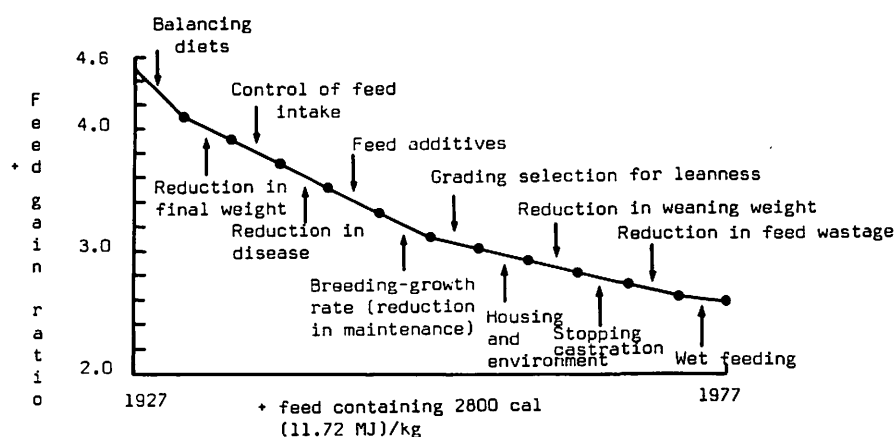 Balancing
diets
4.6
Control of feed
intake
4.0
Feed additives
Grading selection for leanness
Reduction in
final weight
Reduction in weaning weight
Reduction in
disease
Reduction in feed wastage
3.0
Breeding-growth
rate (reduction
in maintenance)
Housing
and
environment
Stopping
castration
Wet feeding
2.0
+ Feed gain ratio
1927
1977
+ feed containing 2800 cal
(11.72 MJ)/kg